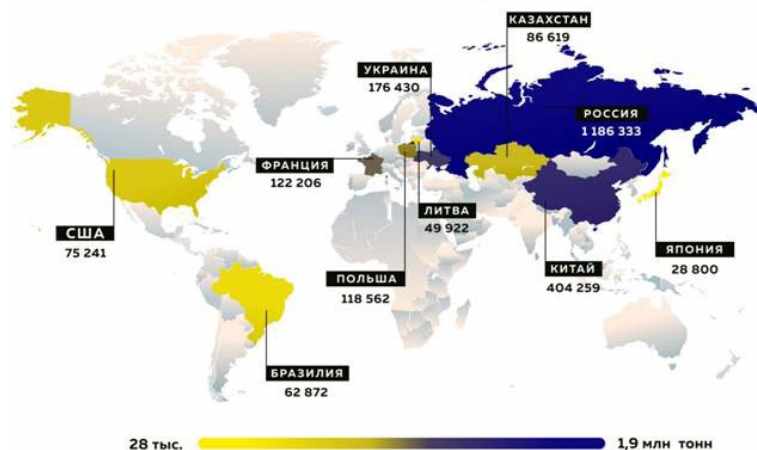 КАЗАХСТАН
86 619
УКРАИНА
176 430
РОССИЯ
1 186 333
ФРАНЦИЯ
122 206
ЛИТВА
49 922
США
75 241
ЯПОНИЯ
28 800
ПОЛЬША
118 562
КИТАЙ
404 259
БРАЗИЛИЯ
62 872
28 тыс.
1,9 млн тонн